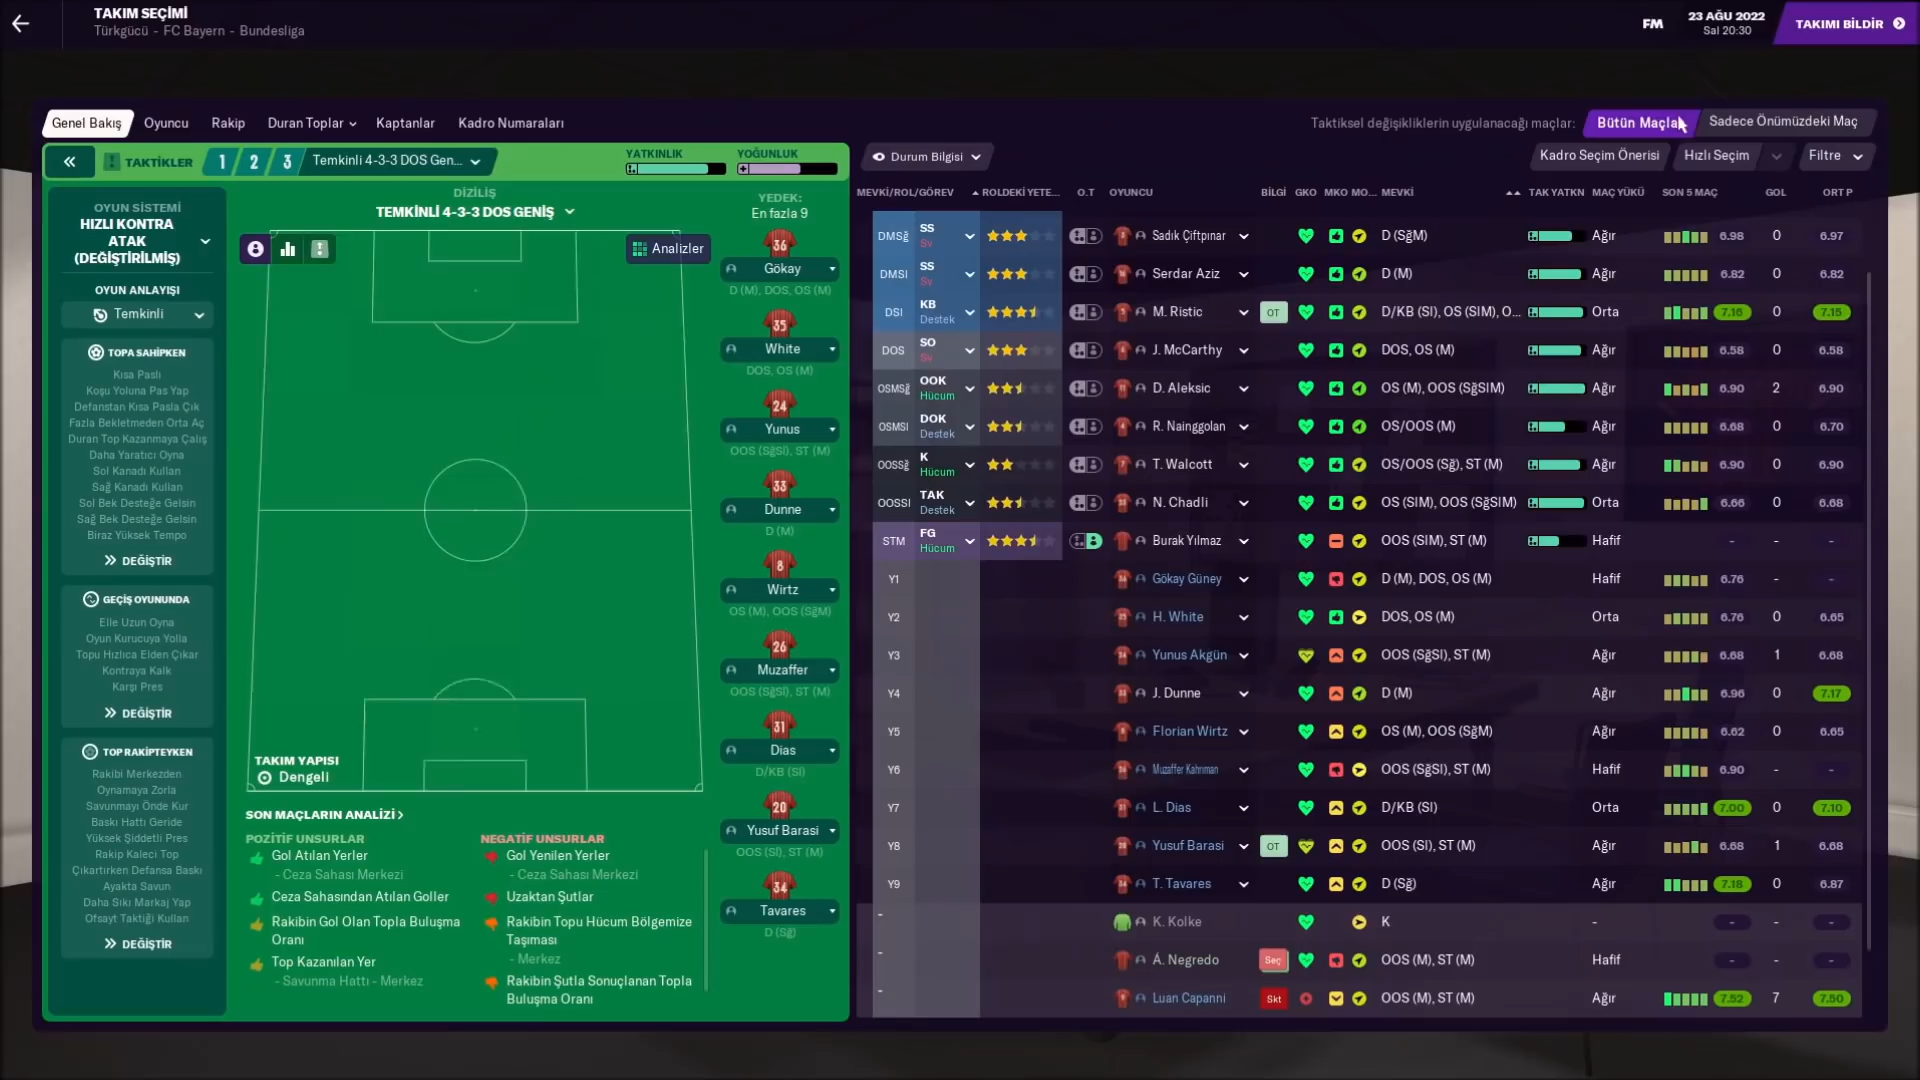 TAKIM SEÇİMİ
Türkgücü - FC Bayern - Bundesliga
FM
23 AĞU 2022
Sal 20:30
TAKIMI BİLDİR
Genel Bakış
Oyuncu
Rakip
Duran Toplar
Kaptanlar
Kadro Numaraları
Taktiksel değişikliklerin uygulanacağı maçlar:
Bütün Maçlar
Sadece Önümüzdeki Maç
TAKTİKLER
1 2 3
Temkinli 4-3-3 DOS Gen...
YATKINLIK
YOĞUNLUK
Durum Bilgisi
Kadro Seçim Önerisi
Hızlı Seçim
Filtre
OYUN SİSTEMİ
HIZLI KONTRA
ATAK
(DEĞİŞTİRİLMİŞ)
OYUN ANLAYIŞI
Temkinli
TOPA SAHİPKEN
Kısa Paslı
Koşu Yoluna Pas Yap
Defanstan Kısa Pasla Çık
Fazla Bekletmeden Orta Aç
Duran Top Kazanmaya Çalış
Daha Yaratıcı Oyna
Sol Kanadı Kullan
Sağ Kanadı Kullan
Sol Bek Desteğe Gelsin
Sağ Bek Desteğe Gelsin
Biraz Yüksek Tempo
DEĞİŞTİR
GEÇİŞ OYUNUNDA
Elle Uzun Oyna
Oyun Kurucuya Yolla
Topu Hızlıca Elden Çıkar
Kontraya Kalk
Karşı Pres
DEĞİŞTİR
TOP RAKİPTEYKEN
Rakibi Merkezden
Oynamaya Zorla
Savunmayı Önde Kur
Baskı Hattı Geride
Yüksek Şiddetli Pres
Rakip Kaleci Top
Çıkartırken Defansa Baskı
Ayakta Savun
Daha Sıkı Markaj Yap
Ofsayt Taktiği Kullan
DEĞİŞTİR
DİZİLİŞ
TEMKİNLİ 4-3-3 DOS GENİŞ
Analizler
TAKIM YAPISI
Dengeli
SON MAÇLARIN ANALİZİ
POZİTİF UNSURLAR
Gol Atılan Yerler
- Ceza Sahası Merkezi
Ceza Sahasından Atılan Goller
Rakibin Gol Olan Topla Buluşma
Oranı
Top Kazanılan Yer
- Savunma Hattı - Merkez
NEGATİF UNSURLAR
Gol Yenilen Yerler
- Ceza Sahası Merkezi
Uzaktan Şutlar
Rakibin Topu Hücum Bölgemize
Taşıması
- Merkez
Rakibin Şutla Sonuçlanan Topla
Buluşma Oranı
YEDEK:
En fazla 9
36
Gökay
D (M), DOS, OS (M)
35
White
DOS, OS (M)
24
Yunus
OOS (SğSl), ST (M)
33
Dunne
D (M)
8
Wirtz
OS (M), OOS (SğM)
26
Muzaffer
OOS (SğSl), ST (M)
31
Dias
D/KB (Sl)
20
Yusuf Barasi
OOS (Sl), ST (M)
34
Tavares
D (Sğ)
MEVKİ/ROL/GÖREV ROLDEKİ YETE... O.T OYUNCU BİLGİ GKO MKO MO... MEVKİ TAK YATKN MAÇ YÜKÜ SON 5 MAÇ GOL ORT P
DMSğ SS Sv Sadık Çiftpınar D (SğM) Ağır 6.98 0 6.97
DMSl SS Sv Serdar Aziz D (M) Ağır 6.82 0 6.82
DSl KB Destek M. Ristic OT D/KB (Sl), OS (SlM), O... Orta 7.16 0 7.15
DOS SO Sv J. McCarthy DOS, OS (M) Ağır 6.58 0 6.58
OSMSğ OOK Hücum D. Aleksic OS (M), OOS (SğSlM) Ağır 6.90 2 6.90
OSMSl DOK Destek R. Nainggolan OS/OOS (M) Ağır 6.68 0 6.70
OOSSğ K Hücum T. Walcott OS/OOS (Sğ), ST (M) Ağır 6.90 0 6.90
OOSSl TAK Destek N. Chadli OS (SlM), OOS (SğSlM) Orta 6.66 0 6.68
STM FG Hücum Burak Yılmaz OOS (SlM), ST (M) Hafif - - -
Y1 Gökay Güney D (M), DOS, OS (M) Hafif 6.76 - -
Y2 H. White DOS, OS (M) Orta 6.76 0 6.65
Y3 Yunus Akgün OOS (SğSl), ST (M) Ağır 6.68 1 6.68
Y4 J. Dunne D (M) Ağır 6.96 0 7.17
Y5 Florian Wirtz OS (M), OOS (SğM) Ağır 6.62 0 6.65
Y6 Muzaffer Kahrıman OOS (SğSl), ST (M) Hafif 6.90 - -
Y7 L. Dias D/KB (Sl) Orta 7.00 0 7.10
Y8 Yusuf Barasi OT OOS (Sl), ST (M) Ağır 6.68 1 6.68
Y9 T. Tavares D (Sğ) Ağır 7.18 0 6.87
- K. Kolke K - - - -
- Á. Negredo Seç OOS (M), ST (M) Hafif - - -
- Luan Capanni Skt OOS (M), ST (M) Ağır 7.52 7 7.50